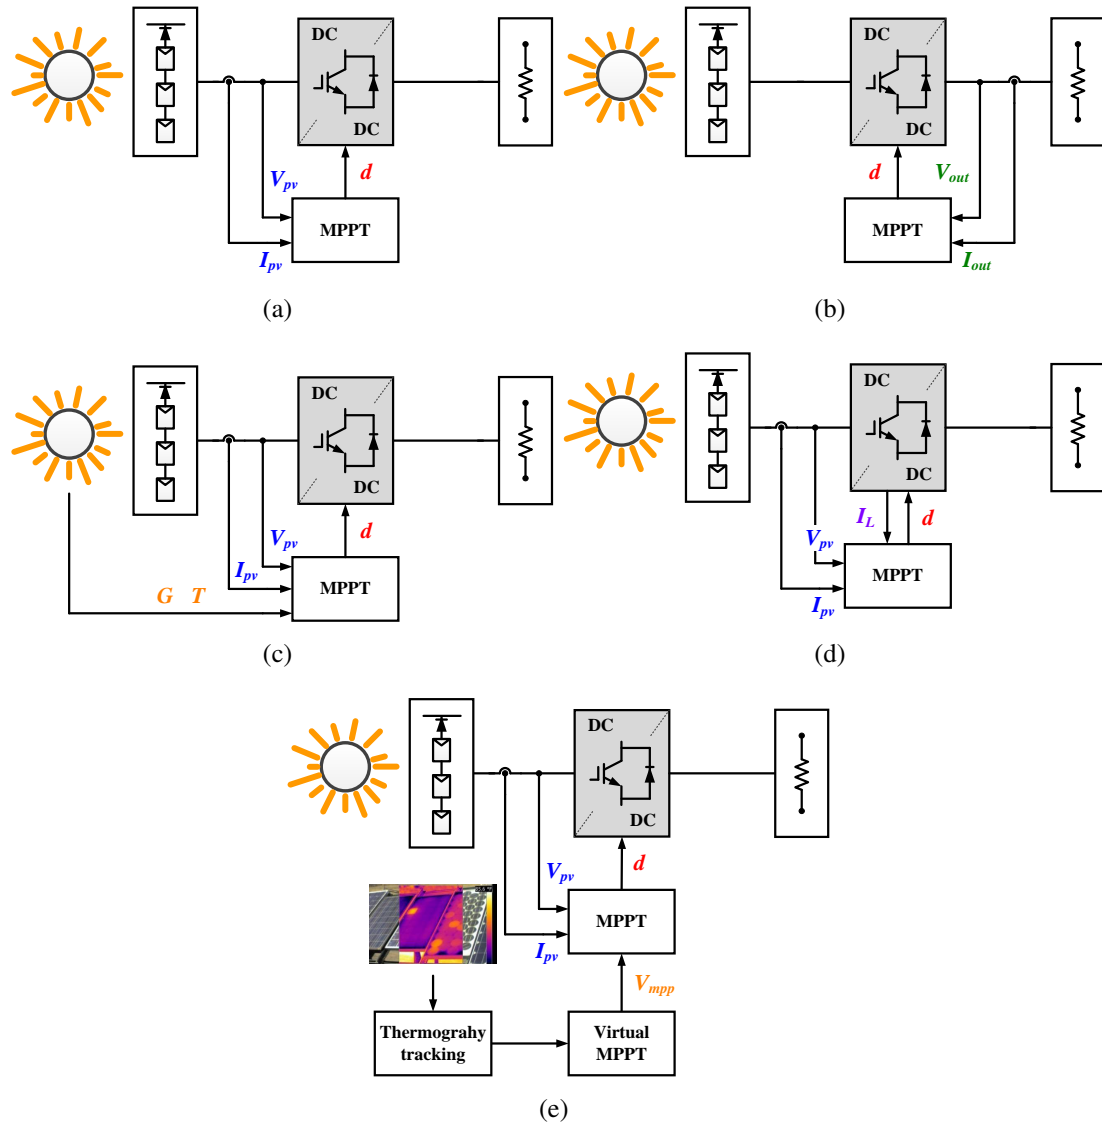 DC
DC
d
V_pv
MPPT
I_pv
(a)
DC
DC
d
V_out
MPPT
I_out
(b)
DC
DC
d
V_pv
I_pv
MPPT
G T
(c)
DC
DC
I_L d
V_pv
MPPT
I_pv
(d)
DC
DC
d
V_pv
MPPT
I_pv
V_mpp
Thermograhy
tracking
Virtual
MPPT
(e)